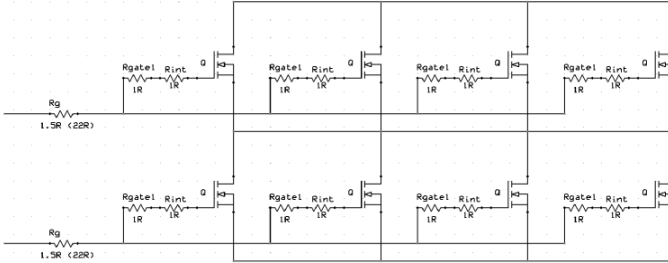 Rgate1 Rint Q Rgate1 Rint Q Rgate1 Rint Q Rgate1 Rint Q
1R 1R 1R 1R 1R 1R 1R 1R
Rg
1.5R (22R)
Rgate1 Rint Q Rgate1 Rint Q Rgate1 Rint Q Rgate1 Rint Q
1R 1R 1R 1R 1R 1R 1R 1R
Rg
1.5R (22R)